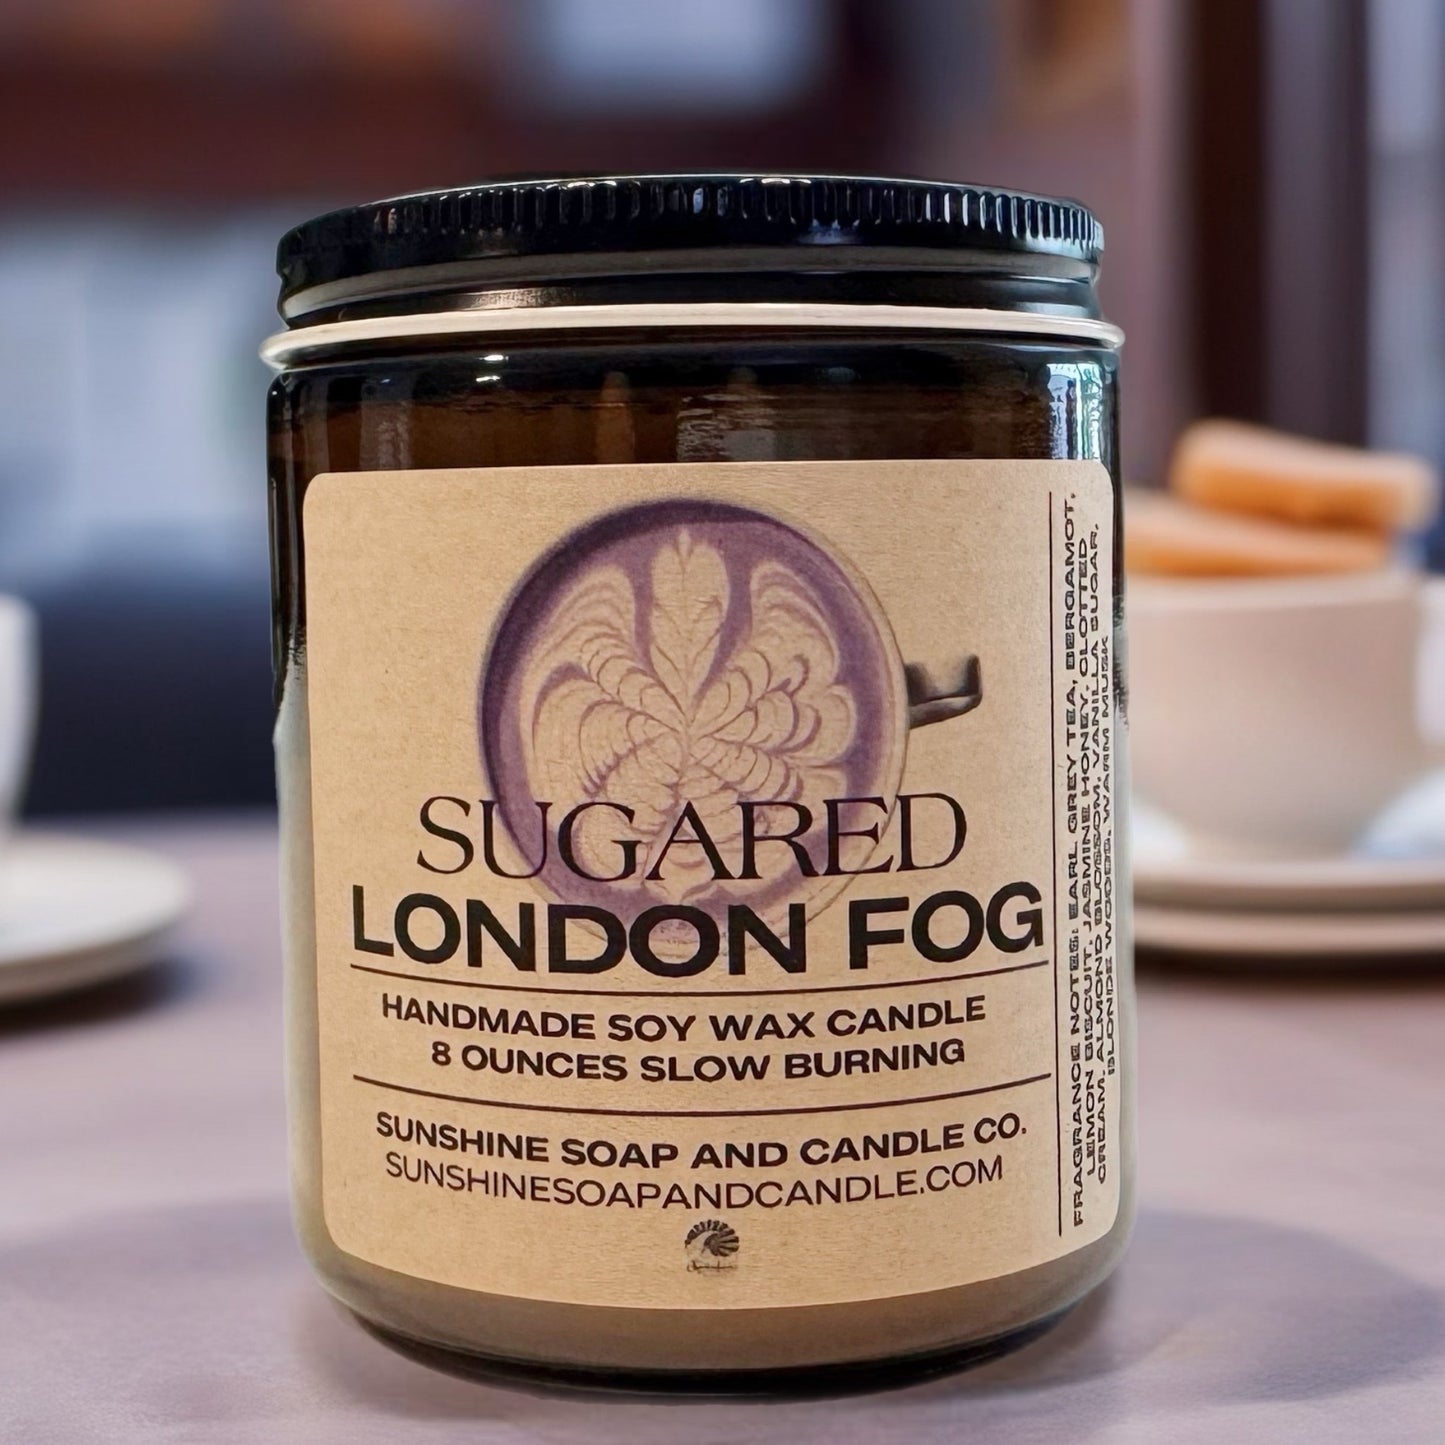 SUGARED
LONDON FOG
HANDMADE SOY WAX CANDLE
8 OUNCES SLOW BURNING
SUNSHINE SOAP AND CANDLE CO.
SUNSHINESOAPANDCANDLE.COM
FRAGRANCE NOTES: EARL GREY TEA, BERGAMOT,
LEMON BISCUIT, JASMINE HONEY, CLOTTED
CREAM, ALMOND BLOSSOM, VANILLA SUGAR,
BLONDE WOODS, WARM MUSK